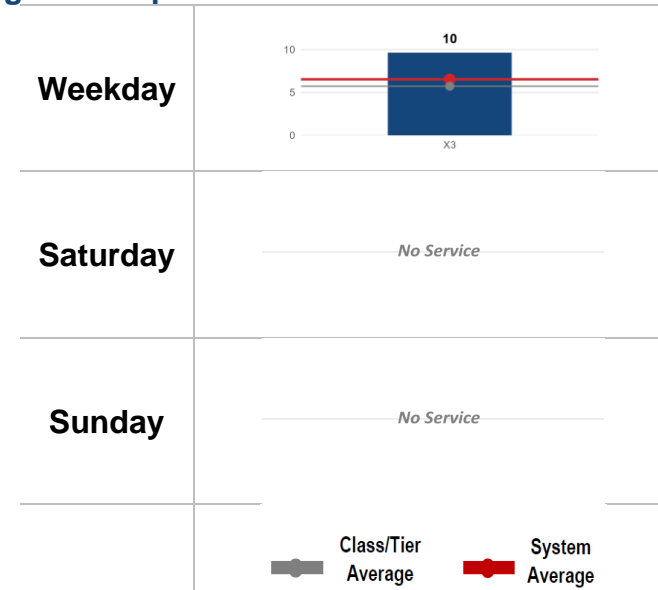 Weekday
10
10
5
0
X3
Saturday
No Service
Sunday
No Service
Class/Tier
Average
System
Average